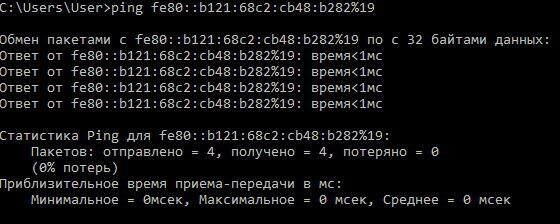 C:\Users\User>ping fe80::b121:68c2:cb48:b282%19
Обмен пакетами с fe80::b121:68c2:cb48:b282%19 по с 32 байтами данных:
Ответ от fe80::b121:68c2:cb48:b282%19: время<1мс
Ответ от fe80::b121:68c2:cb48:b282%19: время<1мс
Ответ от fe80::b121:68c2:cb48:b282%19: время<1мс
Ответ от fe80::b121:68c2:cb48:b282%19: время<1мс
Статистика Ping для fe80::b121:68c2:cb48:b282%19:
Пакетов: отправлено = 4, получено = 4, потеряно = 0
(0% потерь)
Приблизительное время приема-передачи в мс:
Минимальное = 0мсек, Максимальное = 0 мсек, Среднее = 0 мсек